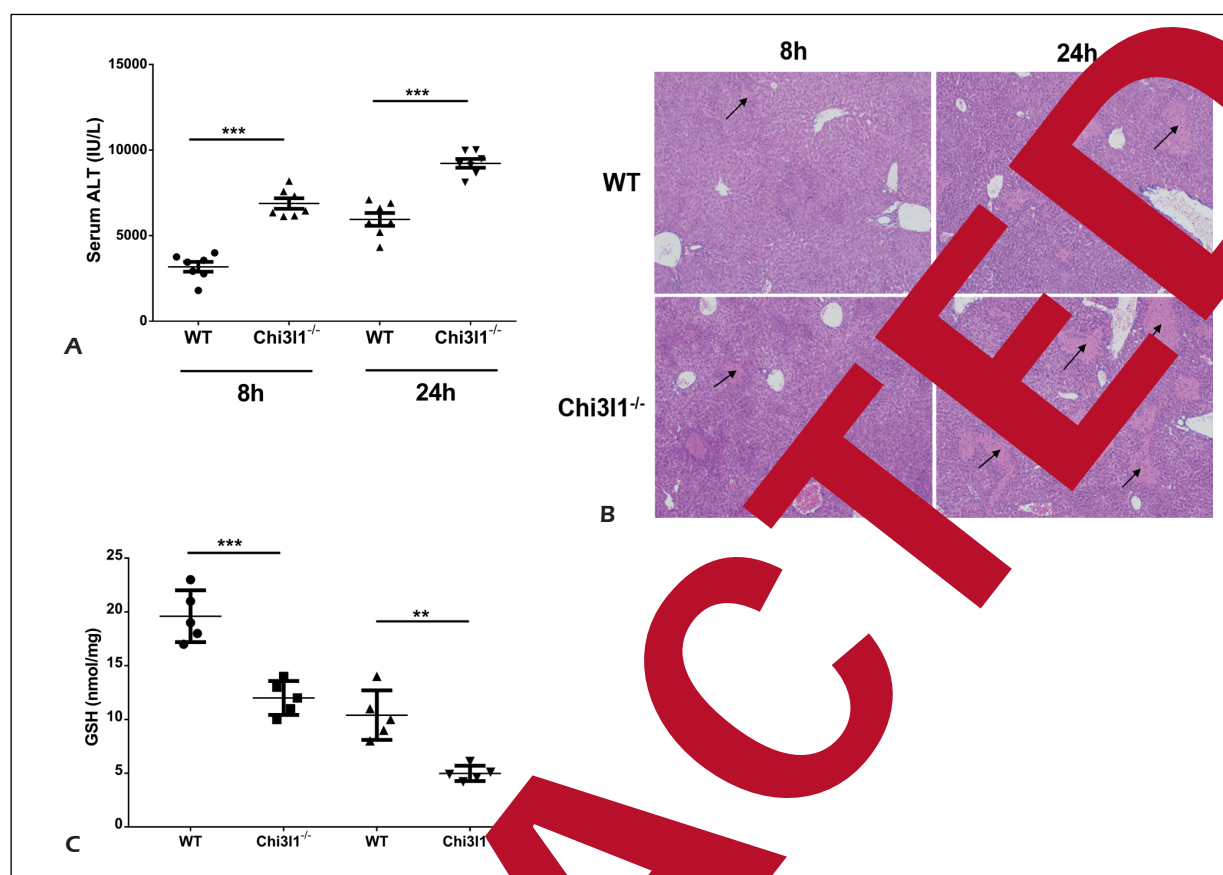 15000
10000
5000
0
Serum ALT (IU/L)
***
***
WT
Chi3l1-/-
WT
Chi3l1-/-
8h
24h
A
8h
24h
WT
Chi3l1-/-
B
25
20
15
10
5
0
GSH (nmol/mg)
***
**
WT
Chi3l1-/-
WT
Chi3l1
C
ACTED